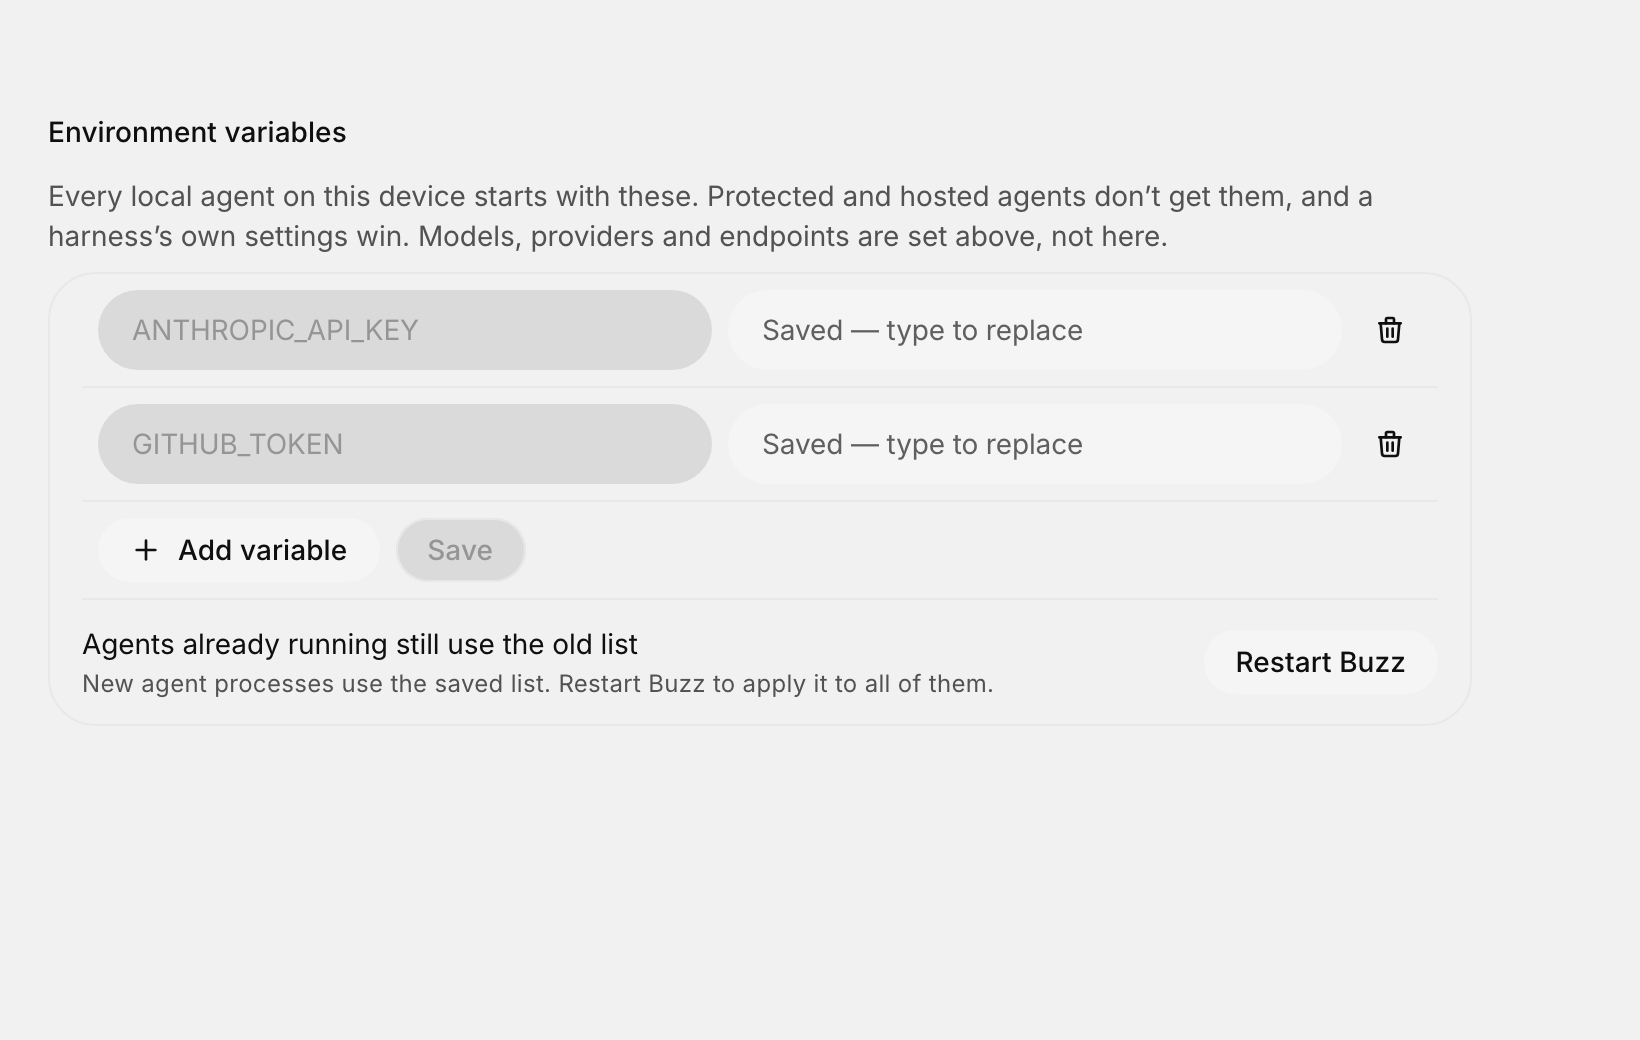 Environment variables
Every local agent on this device starts with these. Protected and hosted agents don’t get them, and a
harness’s own settings win. Models, providers and endpoints are set above, not here.
ANTHROPIC_API_KEY
Saved — type to replace
GITHUB_TOKEN
Saved — type to replace
Add variable
Save
Agents already running still use the old list
New agent processes use the saved list. Restart Buzz to apply it to all of them.
Restart Buzz